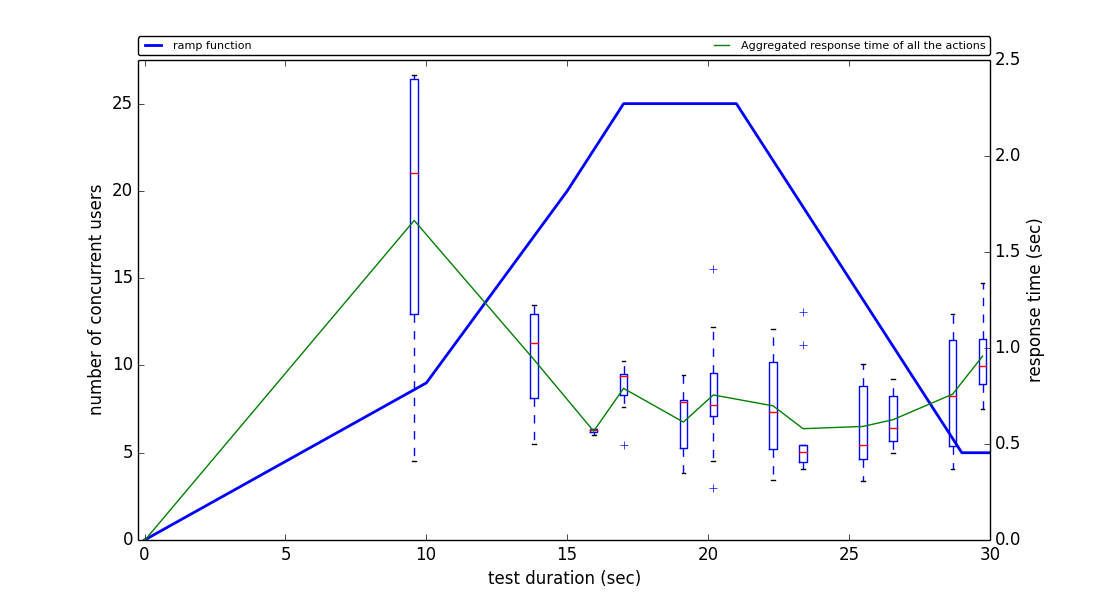 ramp function
Aggregated response time of all the actions
number of concurrent users
25
20
15
10
5
0
2.5
2.0
1.5
1.0
0.5
0.0
response time (sec)
0 5 10 15 20 25 30
test duration (sec)